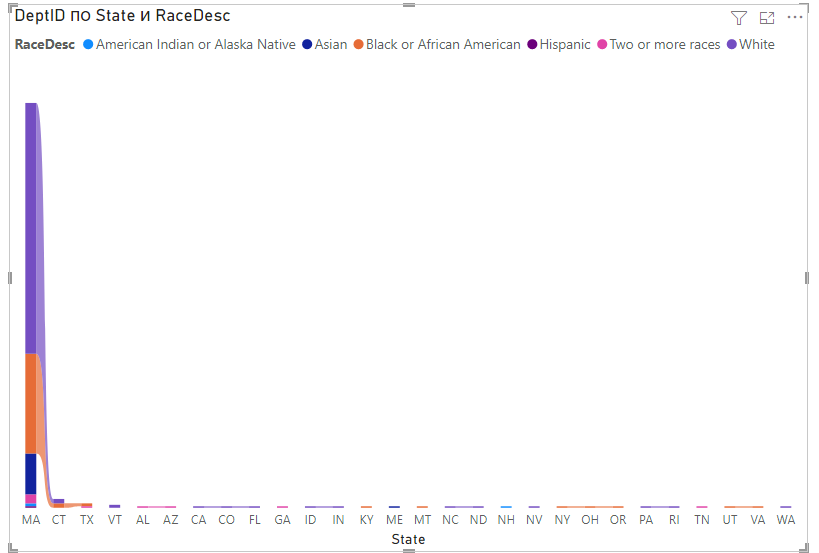 DeptID по State и RaceDesc
RaceDesc American Indian or Alaska Native Asian Black or African American Hispanic Two or more races White
MA CT TX VT AL AZ CA CO FL GA ID IN KY ME MT NC ND NH NV NY OH OR PA RI TN UT VA WA
State